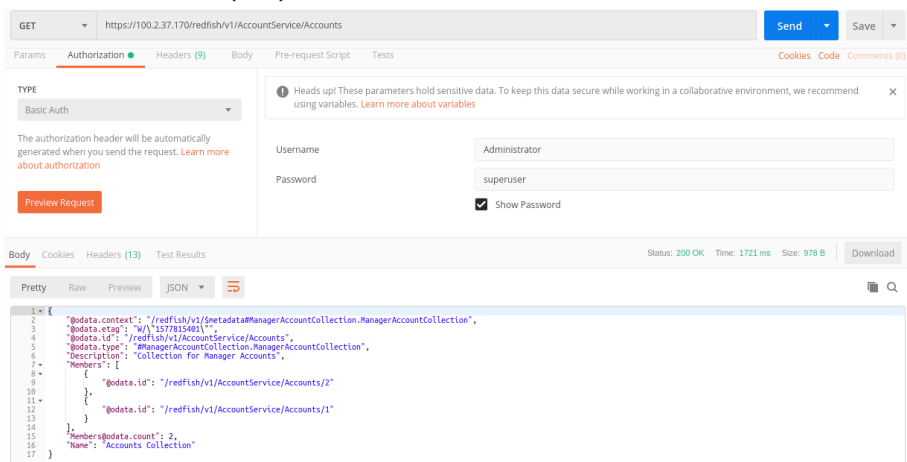 GET https://100.2.37.170/redfish/v1/AccountService/Accounts Send Save
Params Authorization Headers (9) Body Pre-request Script Tests Cookies Code Comments (0)
TYPE
Basic Auth
The authorization header will be automatically
generated when you send the request. Learn more
about authorization
Preview Request
Heads up! These parameters hold sensitive data. To keep this data secure while working in a collaborative environment, we recommend
using variables. Learn more about variables
Username Administrator
Password superuser
Show Password
Body Cookies Headers (13) Test Results Status: 200 OK Time: 1721 ms Size: 978 B Download
Pretty Raw Preview JSON
1 {
2 "@odata.context": "/redfish/v1/$metadata#ManagerAccountCollection.ManagerAccountCollection",
3 "@odata.etag": "W/\"1577815401\"",
4 "@odata.id": "/redfish/v1/AccountService/Accounts",
5 "@odata.type": "#ManagerAccountCollection.ManagerAccountCollection",
6 "Description": "Collection for Manager Accounts",
7 "Members": [
8 {
9 "@odata.id": "/redfish/v1/AccountService/Accounts/2"
10 },
11 {
12 "@odata.id": "/redfish/v1/AccountService/Accounts/1"
13 }
14 ],
15 "Members@odata.count": 2,
16 "Name": "Accounts Collection"
17 }